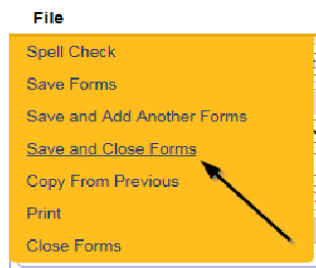 File
Spell Check
Save Forms
Save and Add Another Forms
Save and Close Forms
Copy From Previous
Print
Close Forms